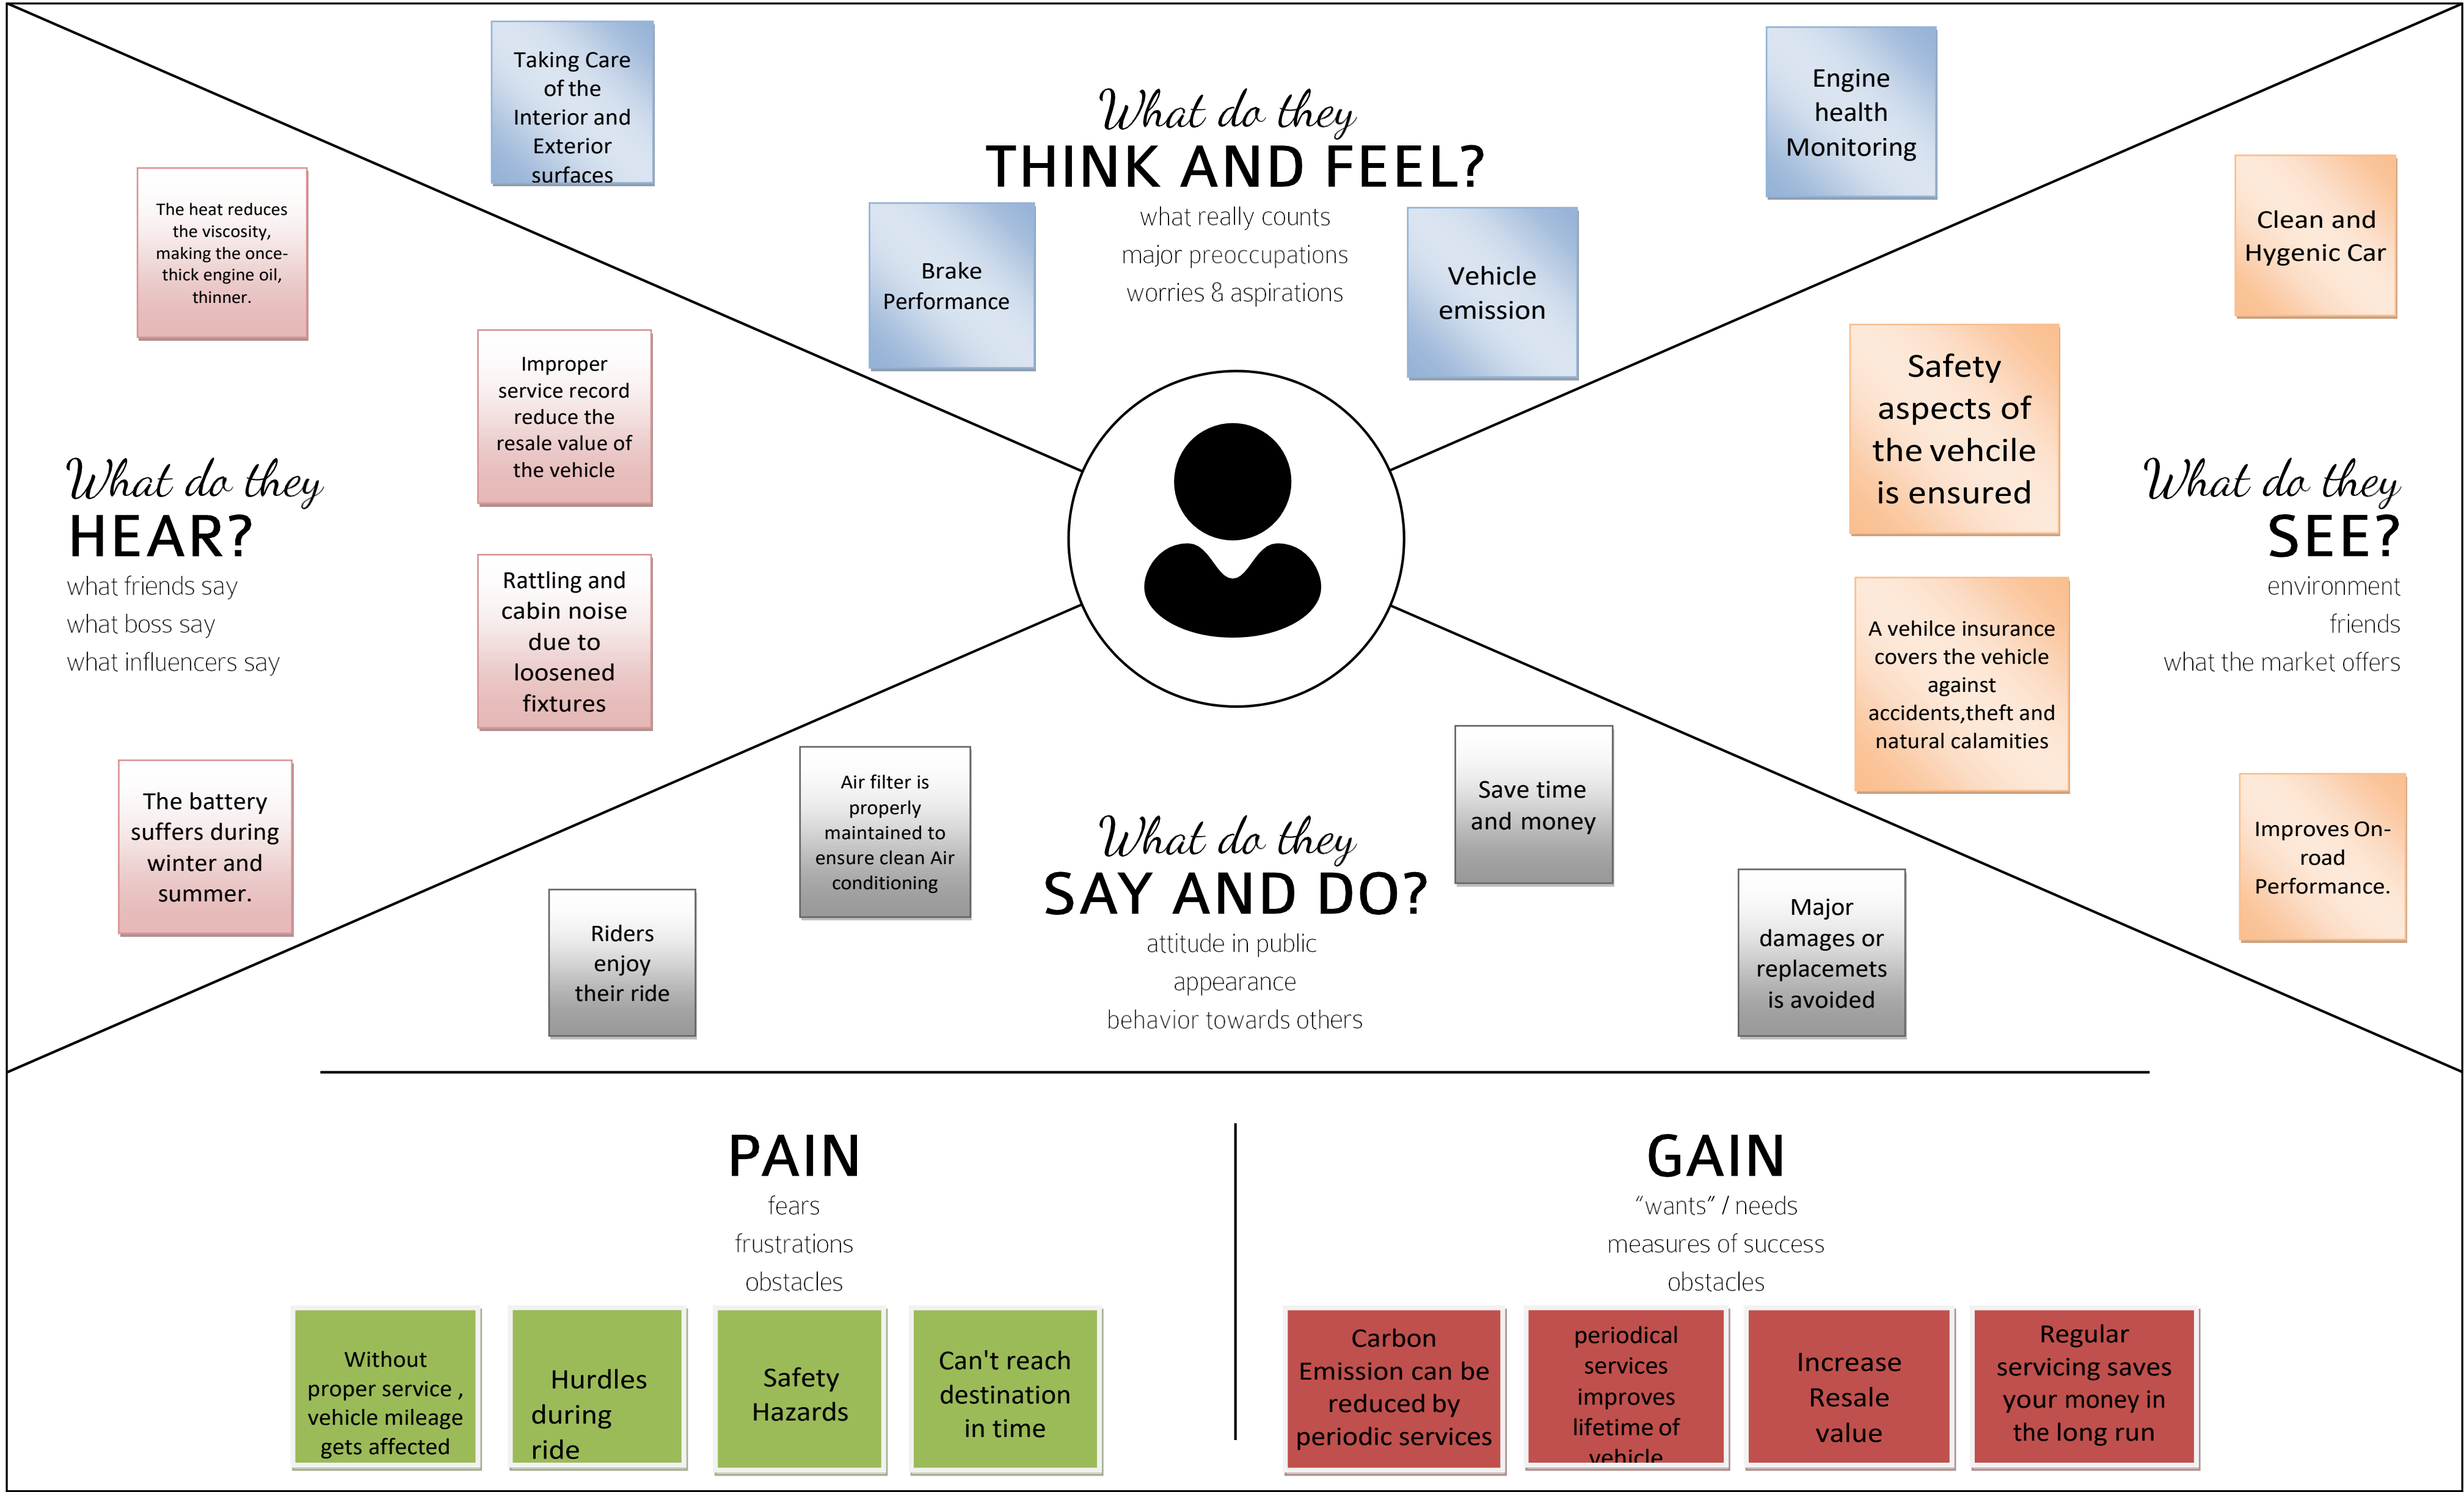 Taking Care
of the
Interior and
Exterior
surfaces
What do they
THINK AND FEEL?
what really counts
major preoccupations
worries & aspirations
Brake
Performance
Vehicle
emission
Engine
health
Monitoring
The heat reduces
the viscosity,
making the once-
thick engine oil,
thinner.
Improper
service record
reduce the
resale value of
the vehicle
What do they
HEAR?
what friends say
what boss say
what influencers say
Rattling and
cabin noise
due to
loosened
fixtures
The battery
suffers during
winter and
summer.
Clean and
Hygenic Car
Safety
aspects of
the vehcile
is ensured
What do they
SEE?
environment
friends
what the market offers
A vehilce insurance
covers the vehicle
against
accidents,theft and
natural calamities
Improves On-
road
Performance.
Air filter is
properly
maintained to
ensure clean Air
conditioning
Riders
enjoy
their ride
What do they
SAY AND DO?
attitude in public
appearance
behavior towards others
Save time
and money
Major
damages or
replacemets
is avoided
PAIN
fears
frustrations
obstacles
Without
proper service ,
vehicle mileage
gets affected
Hurdles
during
ride
Safety
Hazards
Can't reach
destination
in time
GAIN
“wants” / needs
measures of success
obstacles
Carbon
Emission can be
reduced by
periodic services
periodical
services
improves
lifetime of
vehicle
Increase
Resale
value
Regular
servicing saves
your money in
the long run